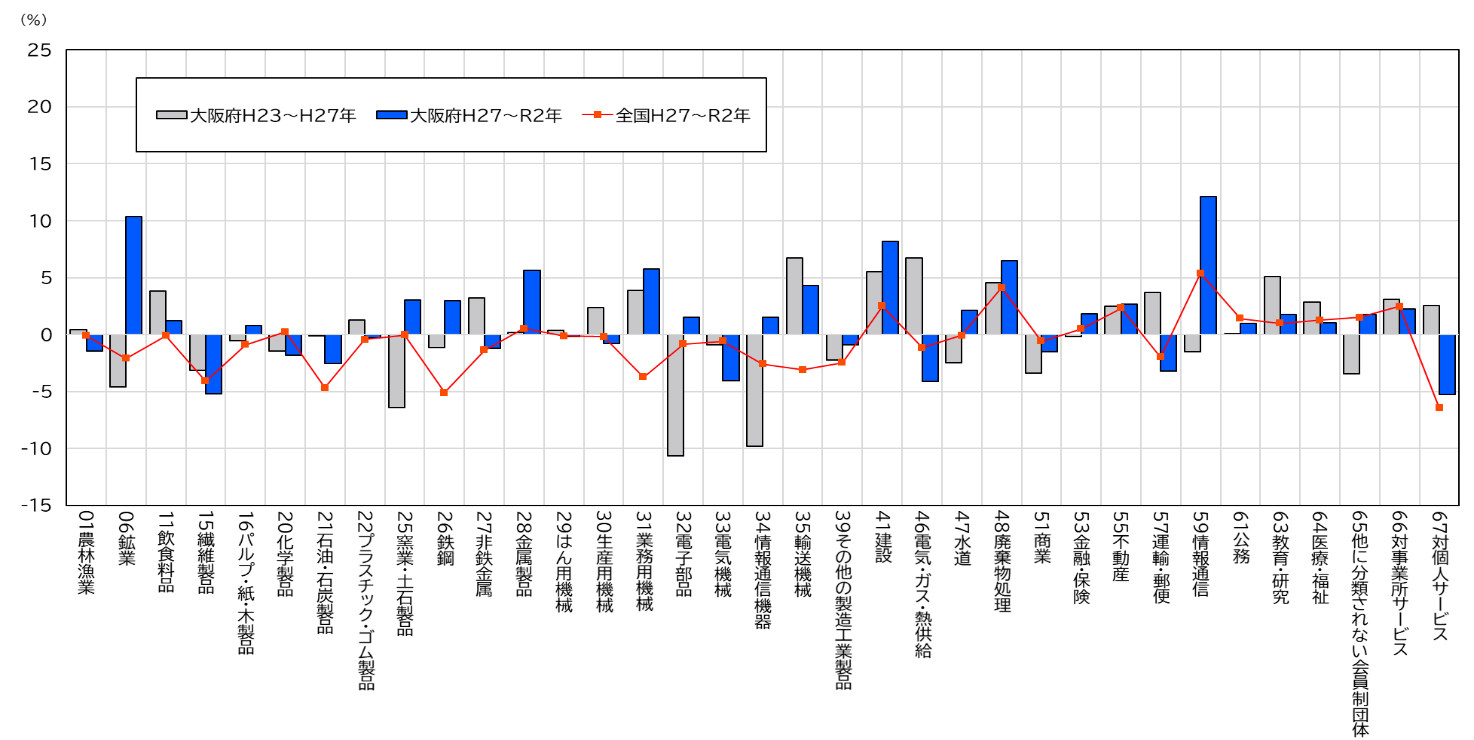 (%)
25
20
15
10
5
0
-5
-10
-15
大阪府H23～H27年
大阪府H27～R2年
全国H27～R2年
01農林漁業
06鉱業
11飲食料品
15繊維製品
16パルプ・紙・木製品
20化学製品
21石油・石炭製品
22プラスチック・ゴム製品
25窯業・土石製品
26鉄鋼
27非鉄金属
28金属製品
29はん用機械
30生産用機械
31業務用機械
32電子部品
33電気機械
34情報通信機器
35輸送機械
39その他の製造工業製品
41建設
46電気・ガス・熱供給
47水道
48廃棄物処理
51商業
53金融・保険
55不動産
57運輸・郵便
59情報通信
61公務
63教育・研究
64医療・福祉
65他に分類されない会員制団体
66対事業所サービス
67対個人サービス